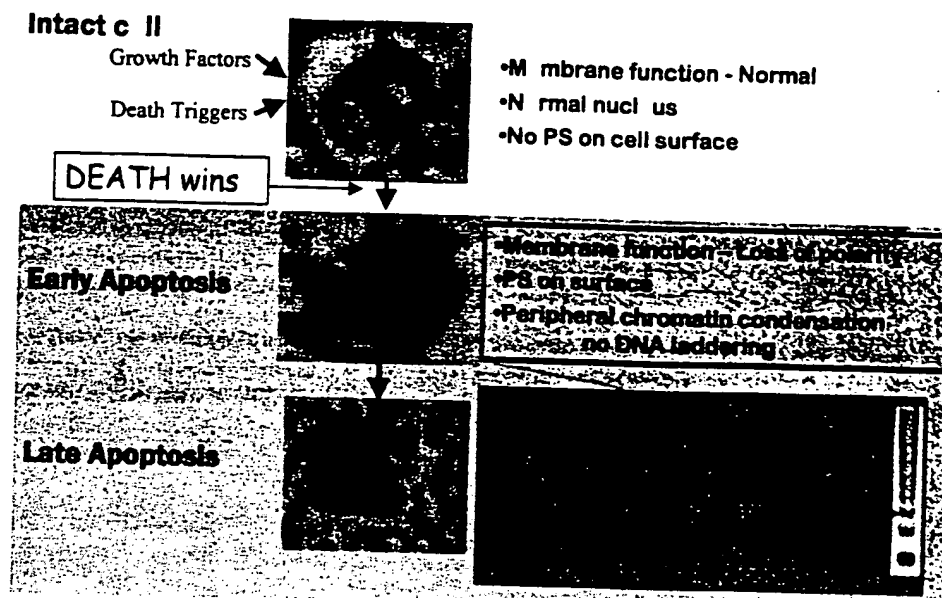 Intact c ll
Growth Factors
Death Triggers
•M mbrane function - Normal
•N rmal nucl us
•No PS on cell surface
DEATH wins
Early Apoptosis
•Membrane function - Loss of polarity
•PS on surface
•Peripheral chromatin condensation
no DNA laddering
Late Apoptosis